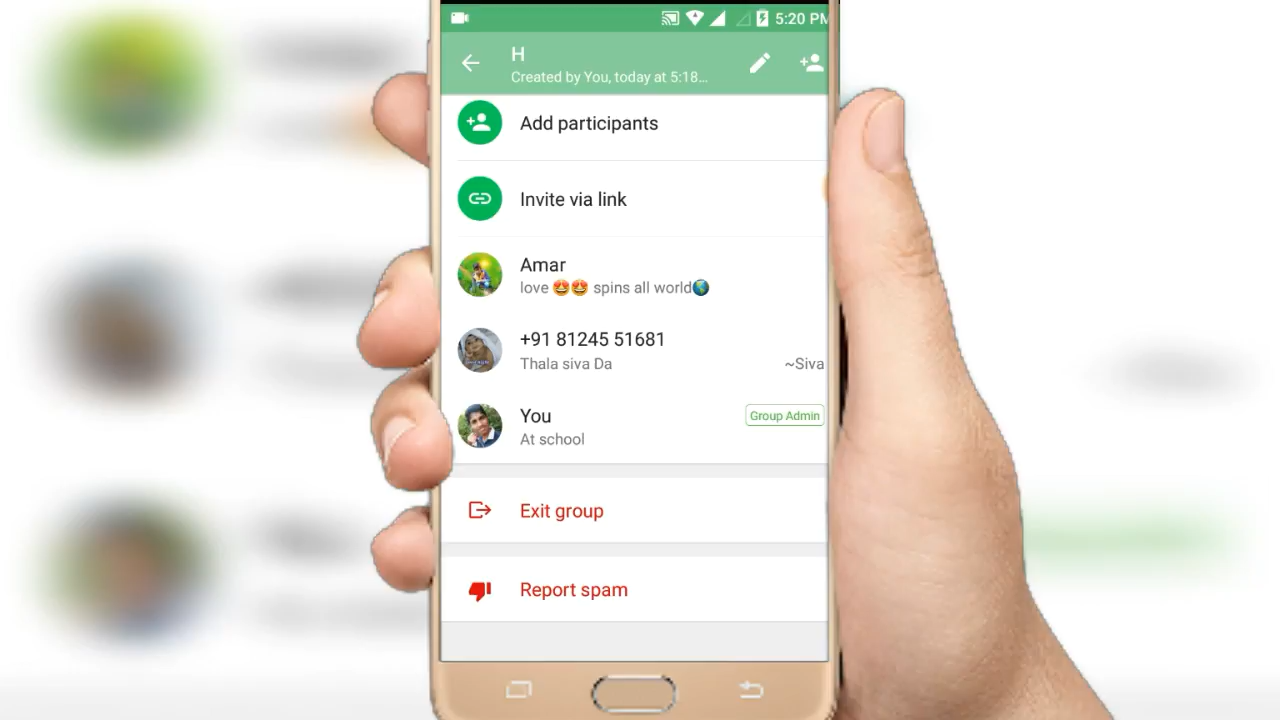 5:20 PM
H
Created by You, today at 5:18...
Add participants
Invite via link
Amar
love 🤩🤩 spins all world🌎
+91 81245 51681
Thala siva Da ~Siva
You Group Admin
At school
Exit group
Report spam